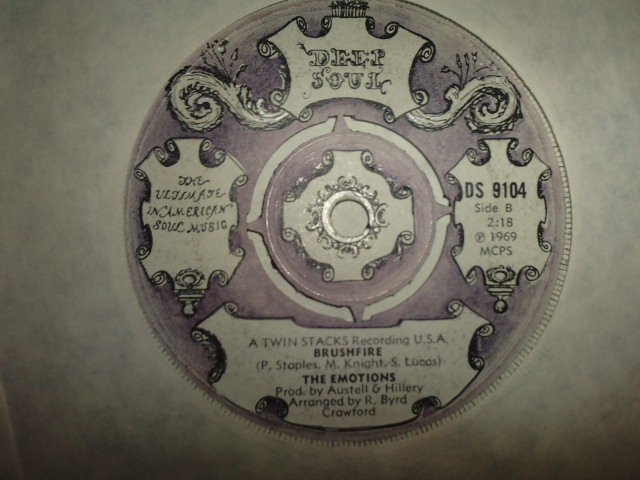 DEEP
SOUL
THE
ULTIMATE
IN AMERICAN
SOUL MUSIC
DS 9104
Side B
2:18
℗ 1969
MCPS
A TWIN STACKS Recording U.S.A.
BRUSHFIRE
(P. Staples, M. Knight, S. Lucas)
THE EMOTIONS
Prod. by Austell & Hillery
Arranged by R. Byrd
Crawford